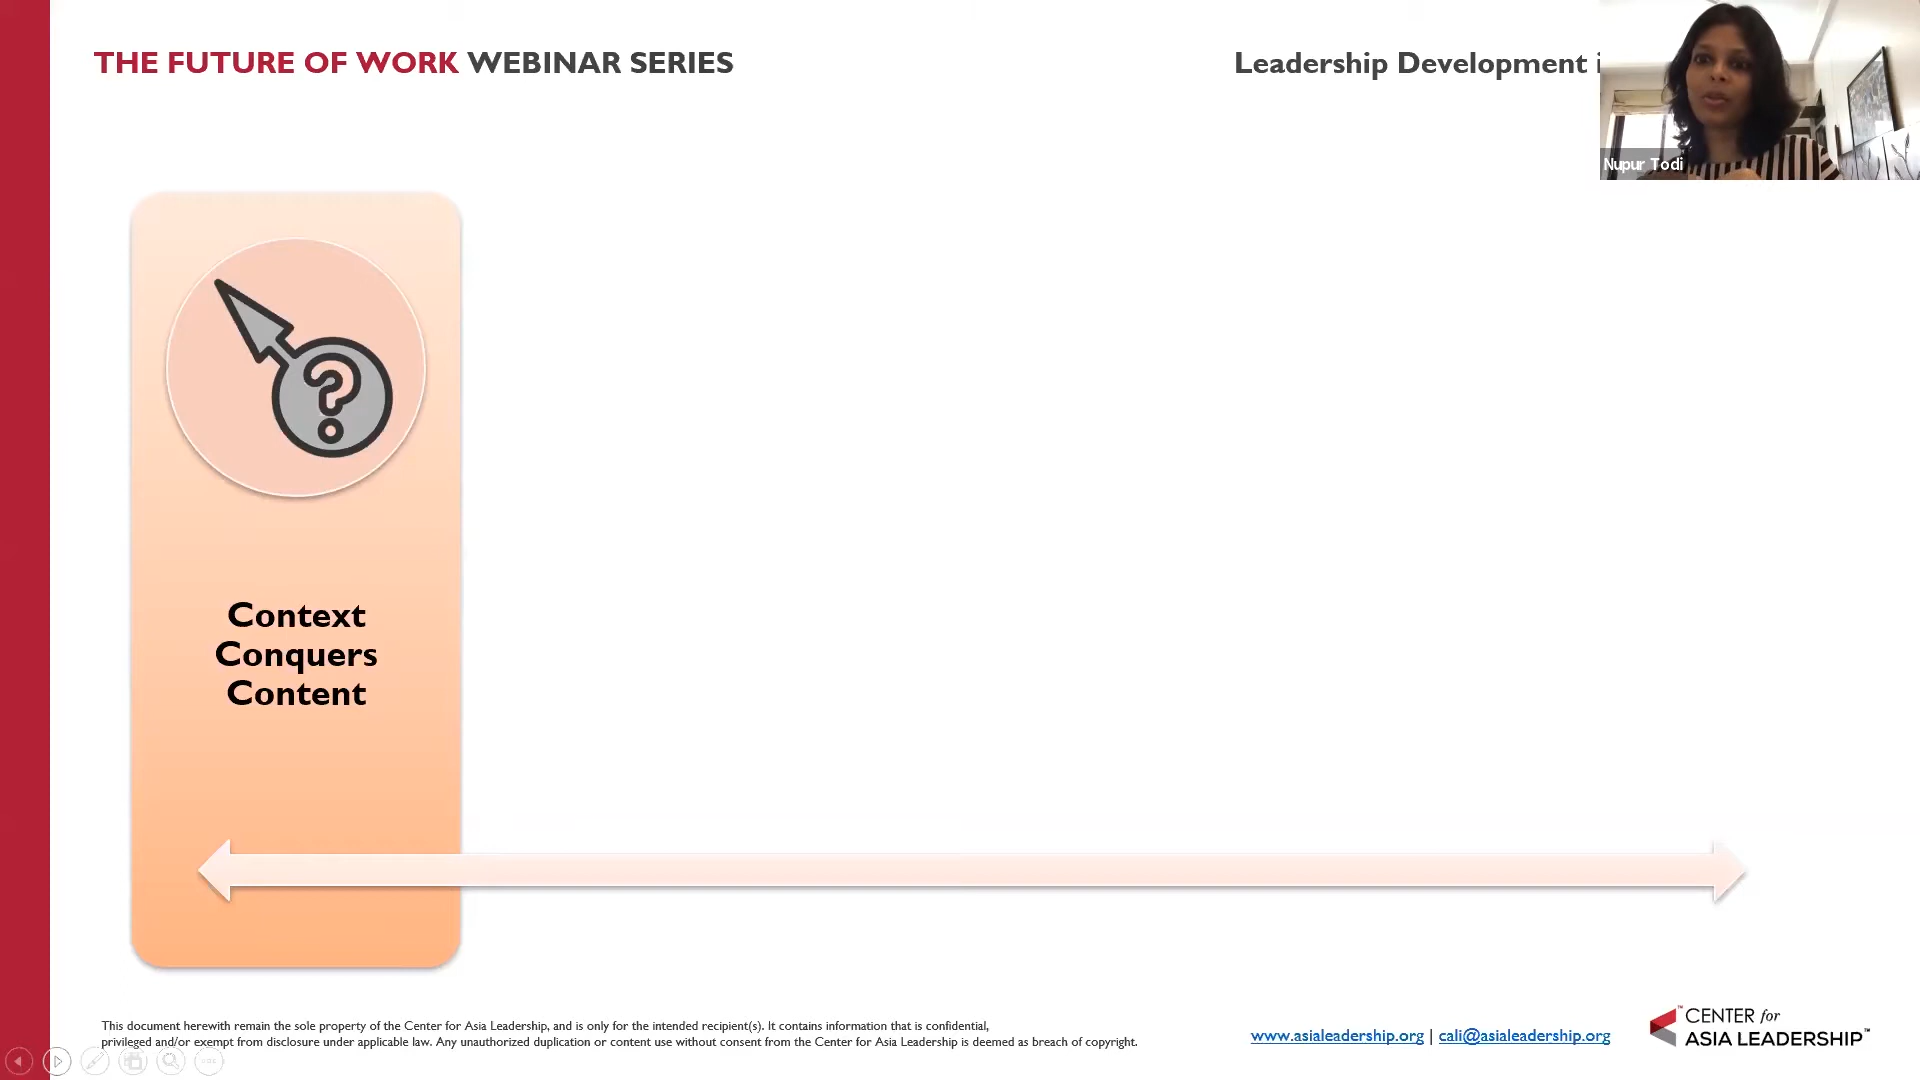 THE FUTURE OF WORK WEBINAR SERIES
Leadership Development
Nupur Todi
?
Context
Conquers
Content
This document herewith remain the sole property of the Center for Asia Leadership, and is only for the intended recipient(s). It contains information that is confidential,
privileged and/or exempt from disclosure under applicable law. Any unauthorized duplication or content use without consent from the Center for Asia Leadership is deemed as breach of copyright.
www.asialeadership.org | cali@asialeadership.org
™CENTER for
ASIA LEADERSHIP™